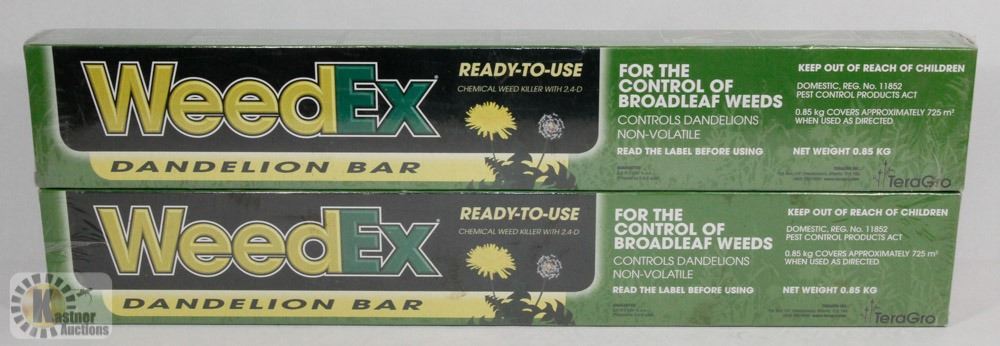 WeedEx
DANDELION BAR
READY-TO-USE
CHEMICAL WEED KILLER WITH 2,4-D
FOR THE
CONTROL OF
BROADLEAF WEEDS
CONTROLS DANDELIONS
NON-VOLATILE
READ THE LABEL BEFORE USING
KEEP OUT OF REACH OF CHILDREN
DOMESTIC, REG. No. 11852
PEST CONTROL PRODUCTS ACT
0.85 kg COVERS APPROXIMATELY 725 m²
WHEN USED AS DIRECTED
NET WEIGHT 0.85 KG
TeraGro
WeedEx
DANDELION BAR
READY-TO-USE
CHEMICAL WEED KILLER WITH 2,4-D
FOR THE
CONTROL OF
BROADLEAF WEEDS
CONTROLS DANDELIONS
NON-VOLATILE
READ THE LABEL BEFORE USING
KEEP OUT OF REACH OF CHILDREN
DOMESTIC, REG. No. 11852
PEST CONTROL PRODUCTS ACT
0.85 kg COVERS APPROXIMATELY 725 m²
WHEN USED AS DIRECTED
NET WEIGHT 0.85 KG
TeraGro
Kastner
Auctions